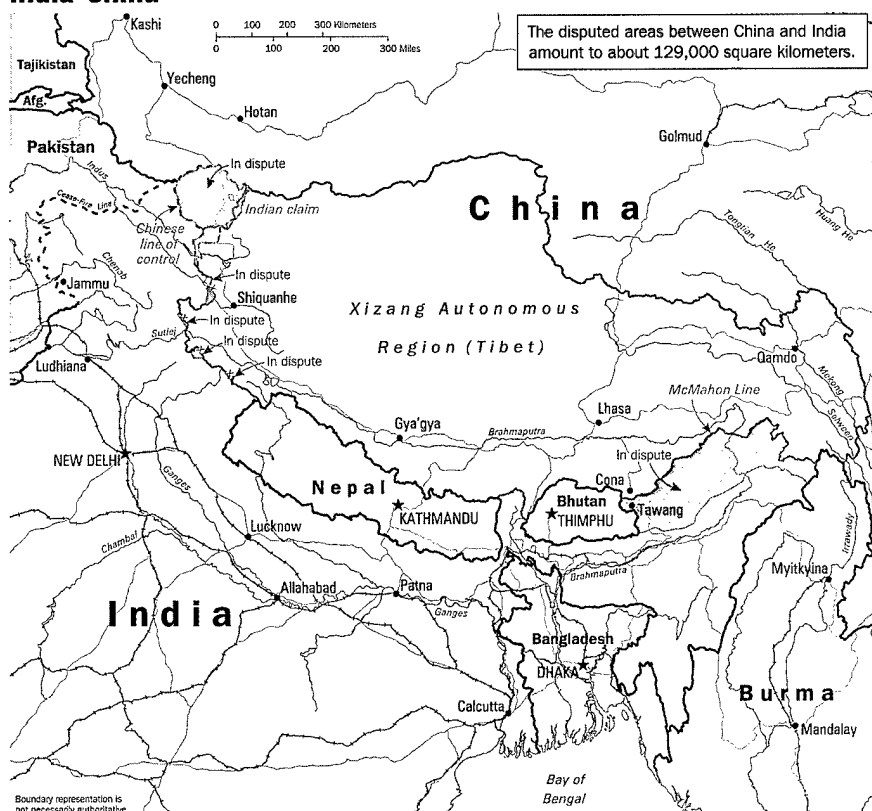 India-China
Kashi
0 100 200 300 Kilometers
0 100 200 300 Miles
The disputed areas between China and India
amount to about 129,000 square kilometers.
Tajikistan
Yecheng
Afg.
Hotan
Golmud
Pakistan
Indus
In dispute
Cease-Fire Line
Indian claim
China
Chinese
line of
control
Tongtian He
Huang He
Chenab
Jammu
In dispute
Shiquanhe
Xizang Autonomous
Region (Tibet)
In dispute
Sutlej
In dispute
Ludhiana
In dispute
Qamdo
Mekong
Salween
McMahon Line
Lhasa
Gya'gya
Brahmaputra
NEW DELHI
In dispute
Ganges
Nepal
Cona
Bhutan
THIMPHU
Tawang
KATHMANDU
Lucknow
Irrawady
Chambal
Brahmaputra
Myitkyina
Allahabad
Patna
India
Ganges
Bangladesh
DHAKA
Burma
Calcutta
Mandalay
Bay of
Bengal
Boundary representation is
not necessarily authoritative